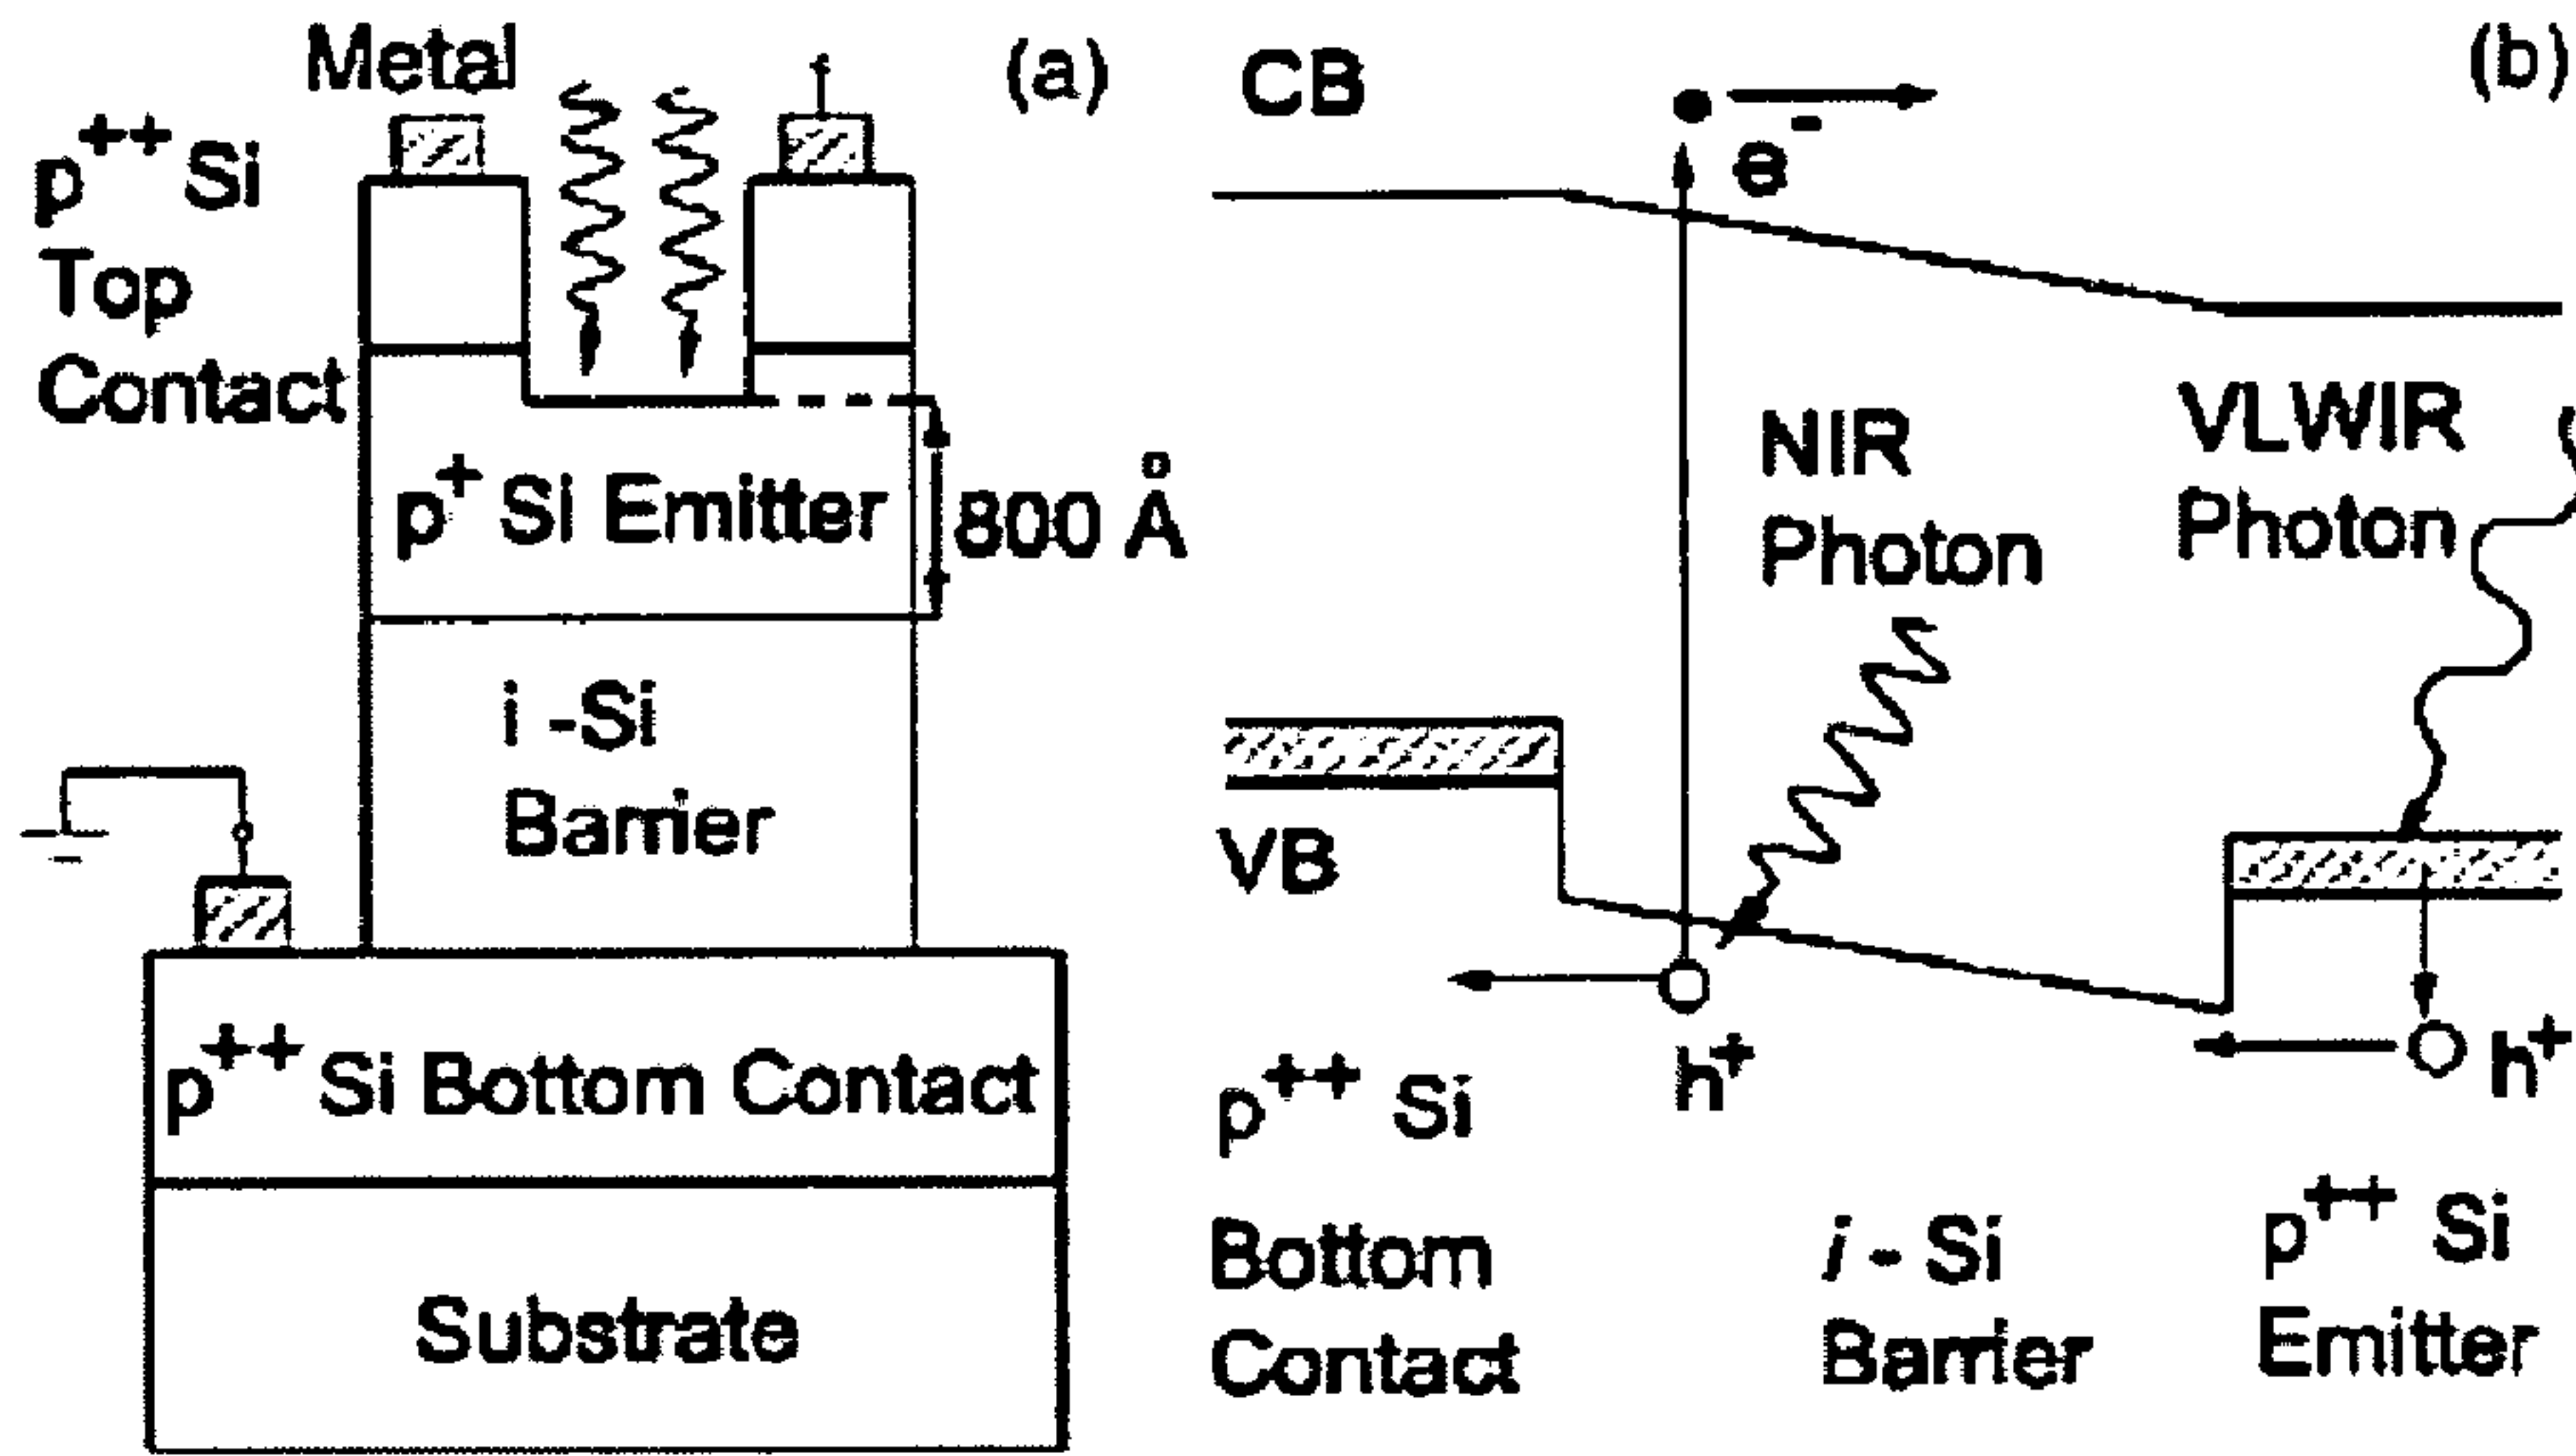 Metal
(a)
p++ Si
Top
Contact
p+ Si Emitter
800 Å
i -Si
Barrier
p++ Si Bottom Contact
Substrate
CB
(b)
e-
NIR
Photon
VLWIR
Photon
VB
h+
h+
p++ Si
Bottom
Contact
i - Si
Barrier
p++ Si
Emitter